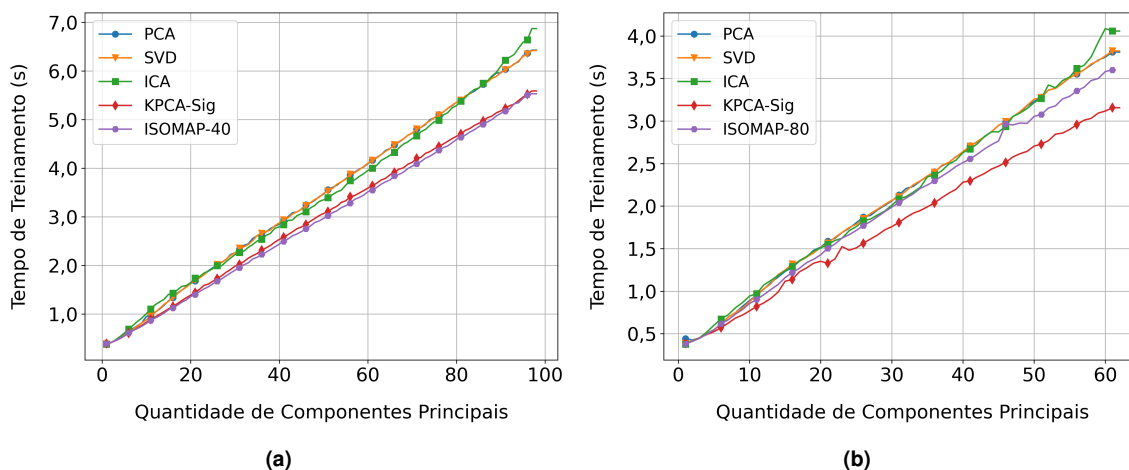 7,0
6,0
5,0
4,0
3,0
2,0
1,0
Tempo de Treinamento (s)
PCA
SVD
ICA
KPCA-Sig
ISOMAP-40
0 20 40 60 80 100
Quantidade de Componentes Principais
(a)
4,0
3,5
3,0
2,5
2,0
1,5
1,0
0,5
Tempo de Treinamento (s)
PCA
SVD
ICA
KPCA-Sig
ISOMAP-80
0 10 20 30 40 50 60
Quantidade de Componentes Principais
(b)